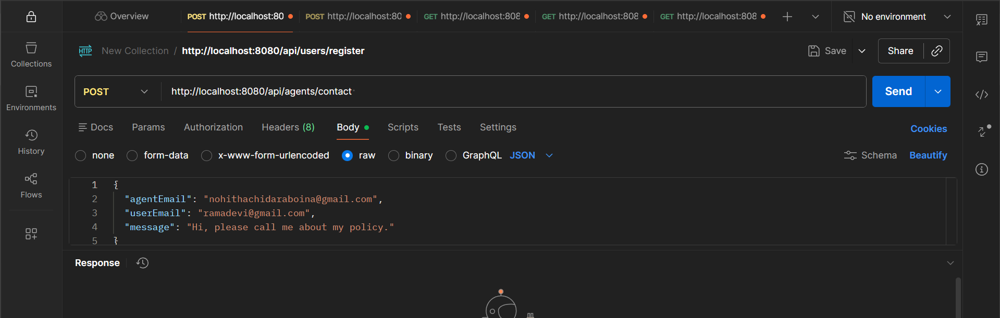 Overview
POST http://localhost:80
POST http://localhost:80
GET http://localhost:808
GET http://localhost:808
GET http://localhost:808
No environment
Collections
Environments
History
Flows
HTTP New Collection / http://localhost:8080/api/users/register
Save
Share
POST http://localhost:8080/api/agents/contact
Send
Docs Params Authorization Headers (8) Body Scripts Tests Settings
Cookies
none form-data x-www-form-urlencoded raw binary GraphQL JSON
Schema Beautify
1 {
2 "agentEmail": "nohithachidaraboina@gmail.com",
3 "userEmail": "ramadevi@gmail.com",
4 "message": "Hi, please call me about my policy."
5 }
Response